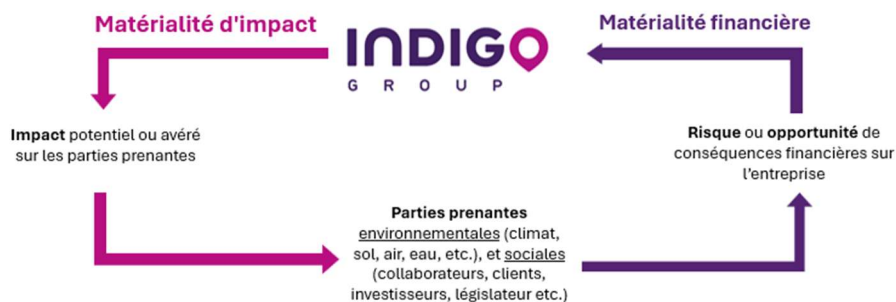 Matérialité d'impact
INDIGO
GROUP
Matérialité financière
Impact potentiel ou avéré
sur les parties prenantes
Risque ou opportunité de
conséquences financières sur
l'entreprise
Parties prenantes
environnementales (climat,
sol, air, eau, etc.), et sociales
(collaborateurs, clients,
investisseurs, législateur etc.)